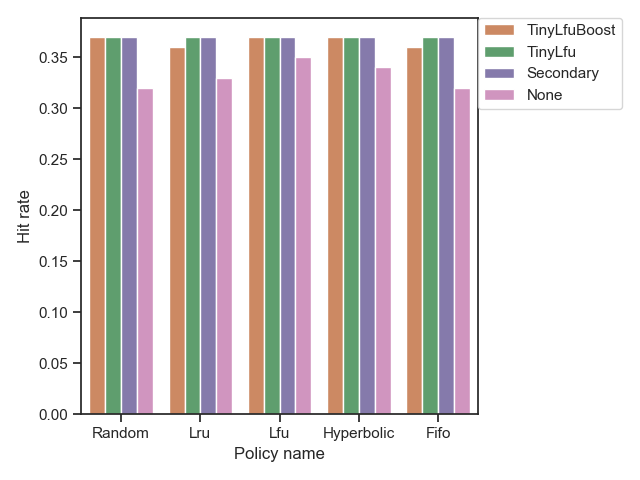 TinyLfuBoost
TinyLfu
Secondary
None
Hit rate
0.35
0.30
0.25
0.20
0.15
0.10
0.05
0.00
Random Lru Lfu Hyperbolic Fifo
Policy name